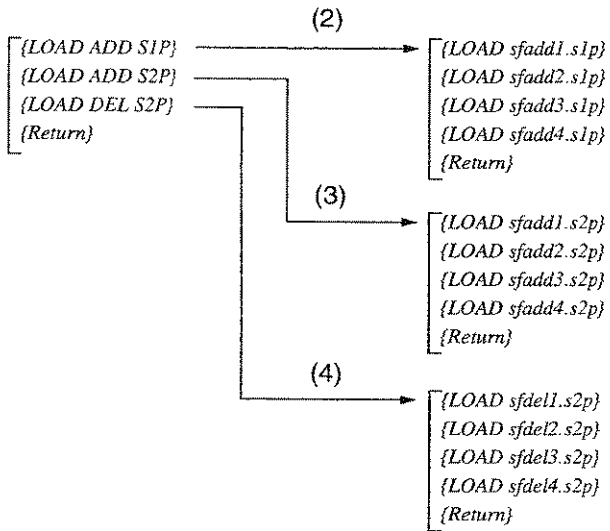 (2)
{LOAD ADD S1P}
{LOAD ADD S2P}
{LOAD DEL S2P}
{Return}
{LOAD sfadd1.s1p}
{LOAD sfadd2.s1p}
{LOAD sfadd3.s1p}
{LOAD sfadd4.s1p}
{Return}
(3)
{LOAD sfadd1.s2p}
{LOAD sfadd2.s2p}
{LOAD sfadd3.s2p}
{LOAD sfadd4.s2p}
{Return}
(4)
{LOAD sfdel1.s2p}
{LOAD sfdel2.s2p}
{LOAD sfdel3.s2p}
{LOAD sfdel4.s2p}
{Return}